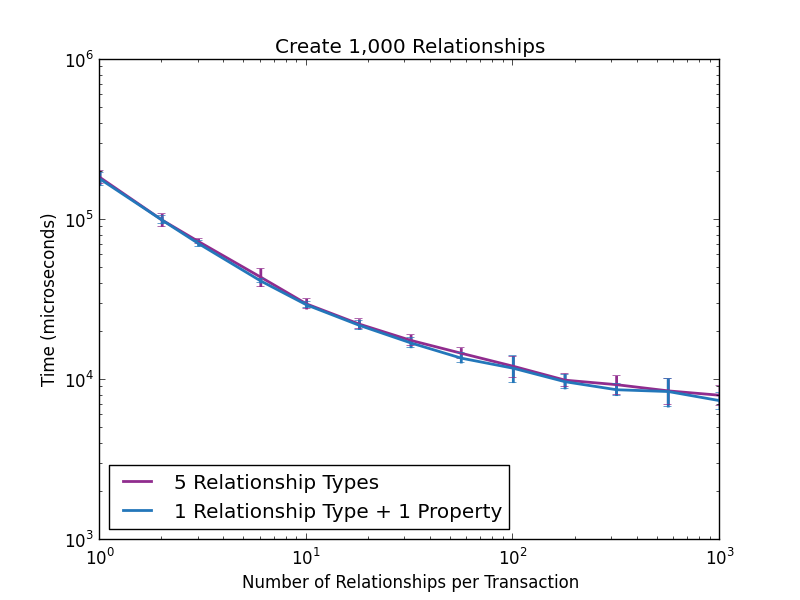 Create 1,000 Relationships
10^6
10^5
10^4
10^3
Time (microseconds)
5 Relationship Types
1 Relationship Type + 1 Property
10^0 10^1 10^2 10^3
Number of Relationships per Transaction